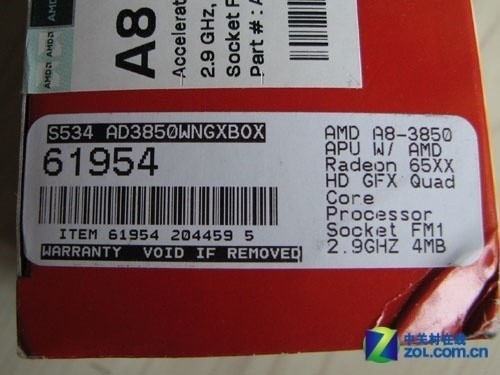 AMD
AMD
AMD
A8
Accelerat
2.9 GHz,
Socket F
Part # : A
S534 AD3850WNGXBOX
61954
ITEM 61954 204459 5
WARRANTY VOID IF REMOVED
AMD A8-3850
APU W/ AMD
Radeon 65XX
HD GFX Quad
Core
Processor
Socket FM1
2.9GHZ 4MB
Z
中关村在线
ZOL.COM.CN